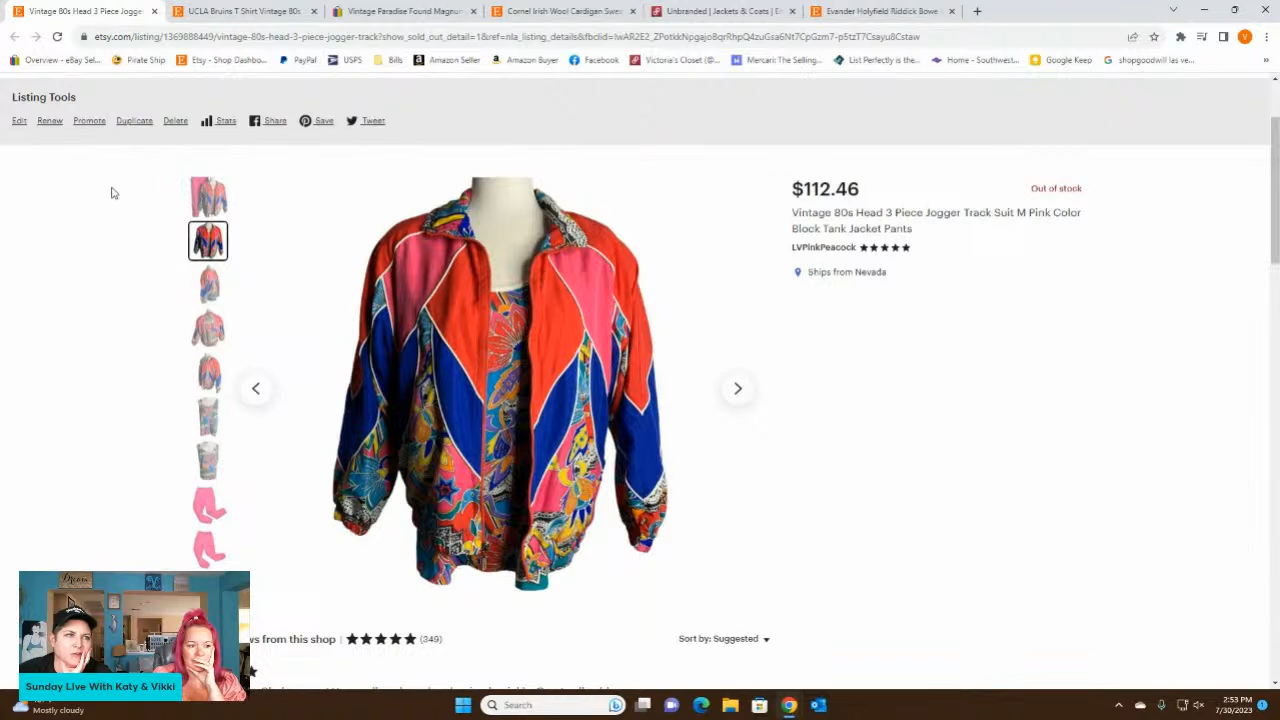 Vintage 80s Head 3 Piece Jogger
UCLA Bruins T Shirt Vintage 80s
Vintage Paradise Found Magnum
Cornel Irish Wool Cardigan Swe
Unbranded | Jackets & Coats | E
Evander Holyfield Riddick Bowe
etsy.com/listing/1369888449/vintage-80s-head-3-piece-jogger-track?show_sold_out_detail=1&ref=nla_listing_details&fbclid=
V
Overview - eBay Sel...
Pirate Ship
Etsy - Shop Dashbo...
PayPal
USPS
Bills
Amazon Seller
Amazon Buyer
Facebook
Victoria's Closet (@...
Mercari: The Selling...
List Perfectly is the...
Home - Southwest...
Google Keep
shopgoodwill las ve...
»
Listing Tools
Edit Renew Promote Duplicate Delete Stats Share Save Tweet
$112.46
Out of stock
Vintage 80s Head 3 Piece Jogger Track Suit M Pink Color
Block Tank Jacket Pants
LVPinkPeacock
Ships from Nevada
ws from this shop | (349)
Sort by: Suggested
Dream
Sunday Live With Katy & Vikki
Mostly cloudy
Search
2:53 PM
7/30/2023